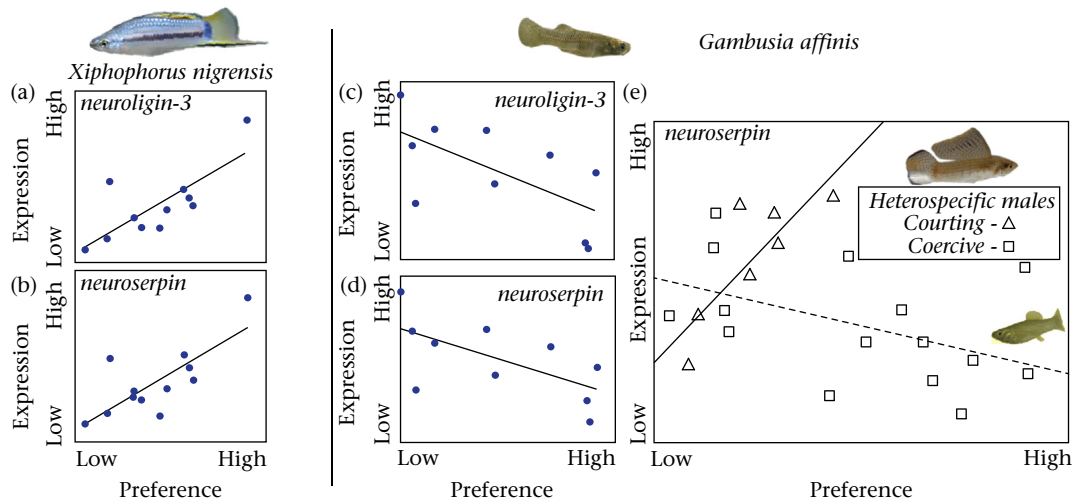 Xiphophorus nigrensis
Gambusia affinis
(a)
neuroligin-3
High
Expression
Low
(b)
neuroserpin
High
Expression
Low
Low
High
Preference
(c)
neuroligin-3
High
Expression
Low
(d)
neuroserpin
High
Expression
Low
Low
High
Preference
(e)
neuroserpin
High
Expression
Low
Heterospecific males
Courting - △
Coercive - □
Low
High
Preference